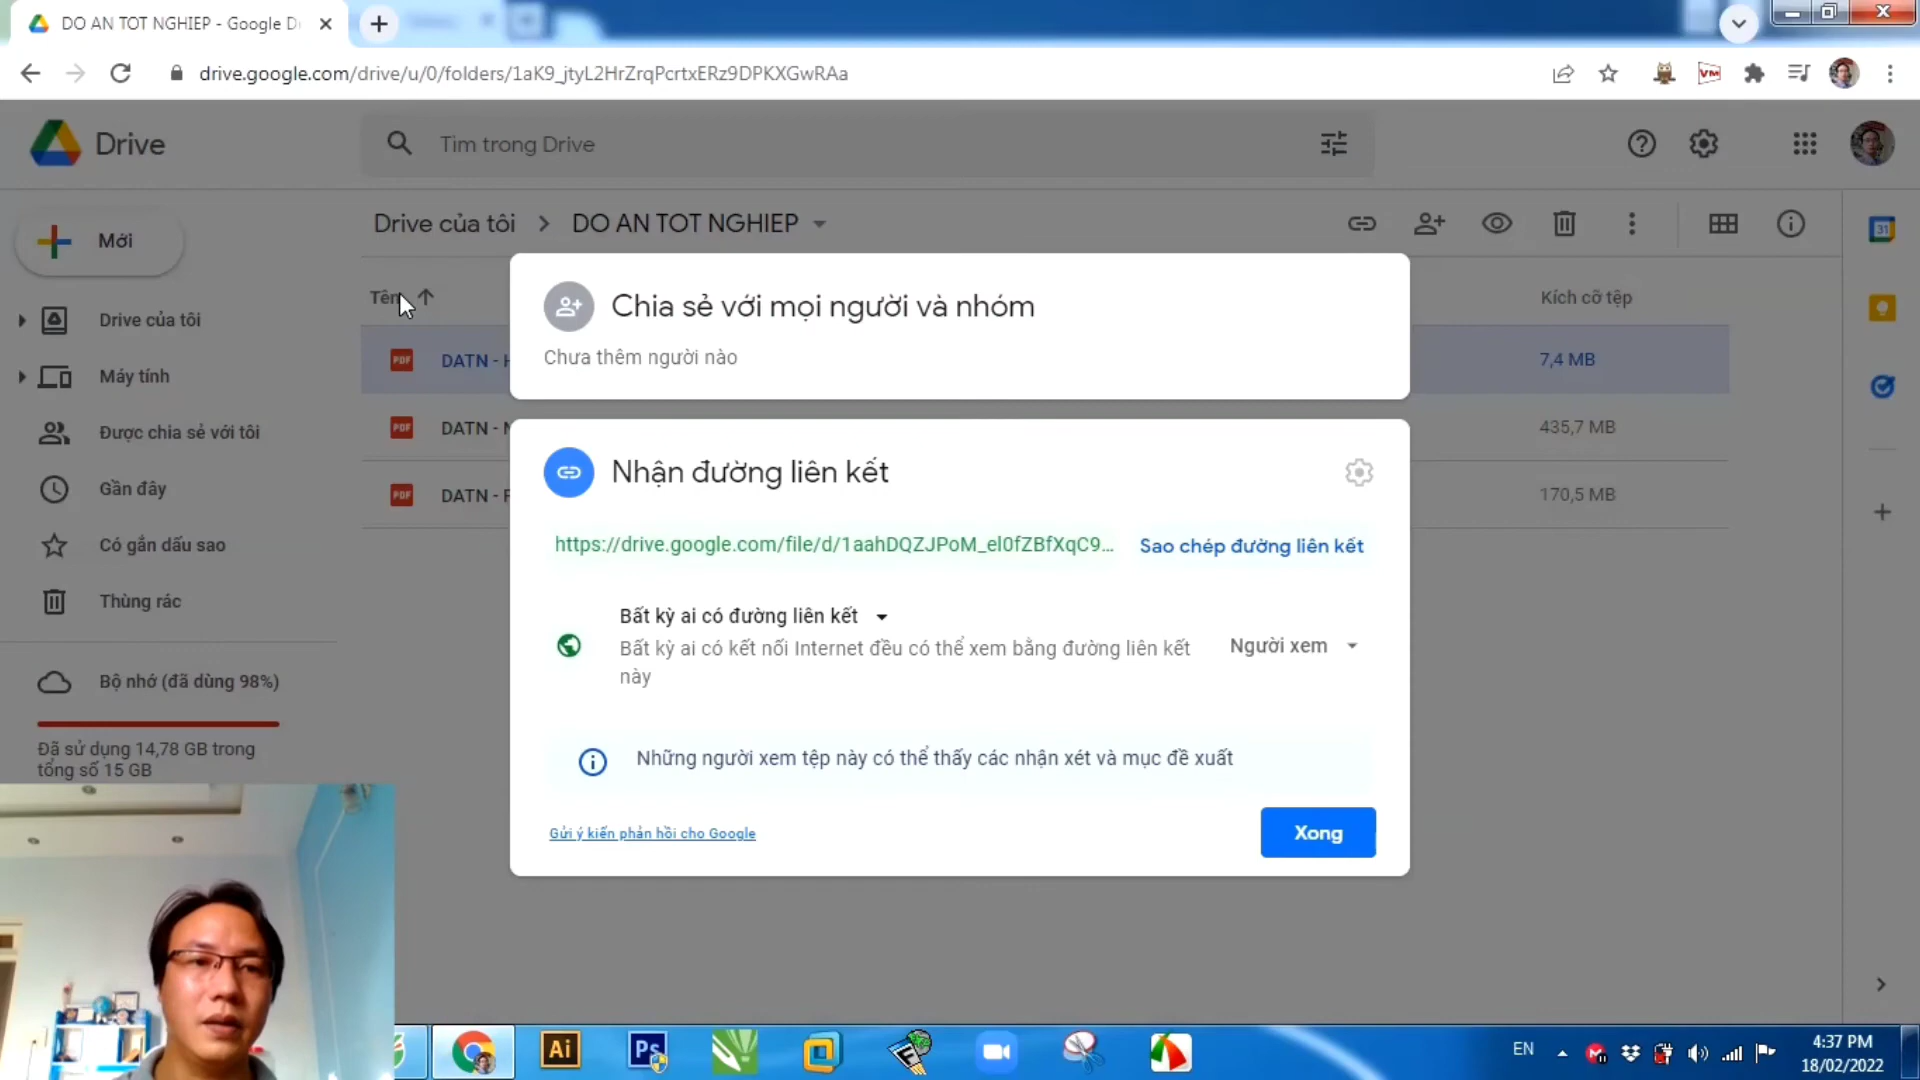 DO AN TOT NGHIEP - Google D
drive.google.com/drive/u/0/folders/1aK9_jtyL2HrZrqPcrtxERz9DPKXGwRAa
Drive
Tìm trong Drive
Mới
Drive của tôi
DO AN TOT NGHIEP
Tên
Kích cỡ tệp
Drive của tôi
Máy tính
Được chia sẻ với tôi
Gần đây
Có gắn dấu sao
Thùng rác
Bộ nhớ (đã dùng 98%)
Đã sử dụng 14,78 GB trong
tổng số 15 GB
PDF DATN - H
7,4 MB
PDF DATN -
435,7 MB
PDF DATN -
170,5 MB
Chia sẻ với mọi người và nhóm
Chưa thêm người nào
Nhận đường liên kết
https://drive.google.com/file/d/1aahDQZJPoM_el0fZBfXqC9...
Sao chép đường liên kết
Bất kỳ ai có đường liên kết
Bất kỳ ai có kết nối Internet đều có thể xem bằng đường liên kết
này
Người xem
Những người xem tệp này có thể thấy các nhận xét và mục đề xuất
Gửi ý kiến phản hồi cho Google
Xong
31
VM
Ai
Ps
EN
4:37 PM
18/02/2022